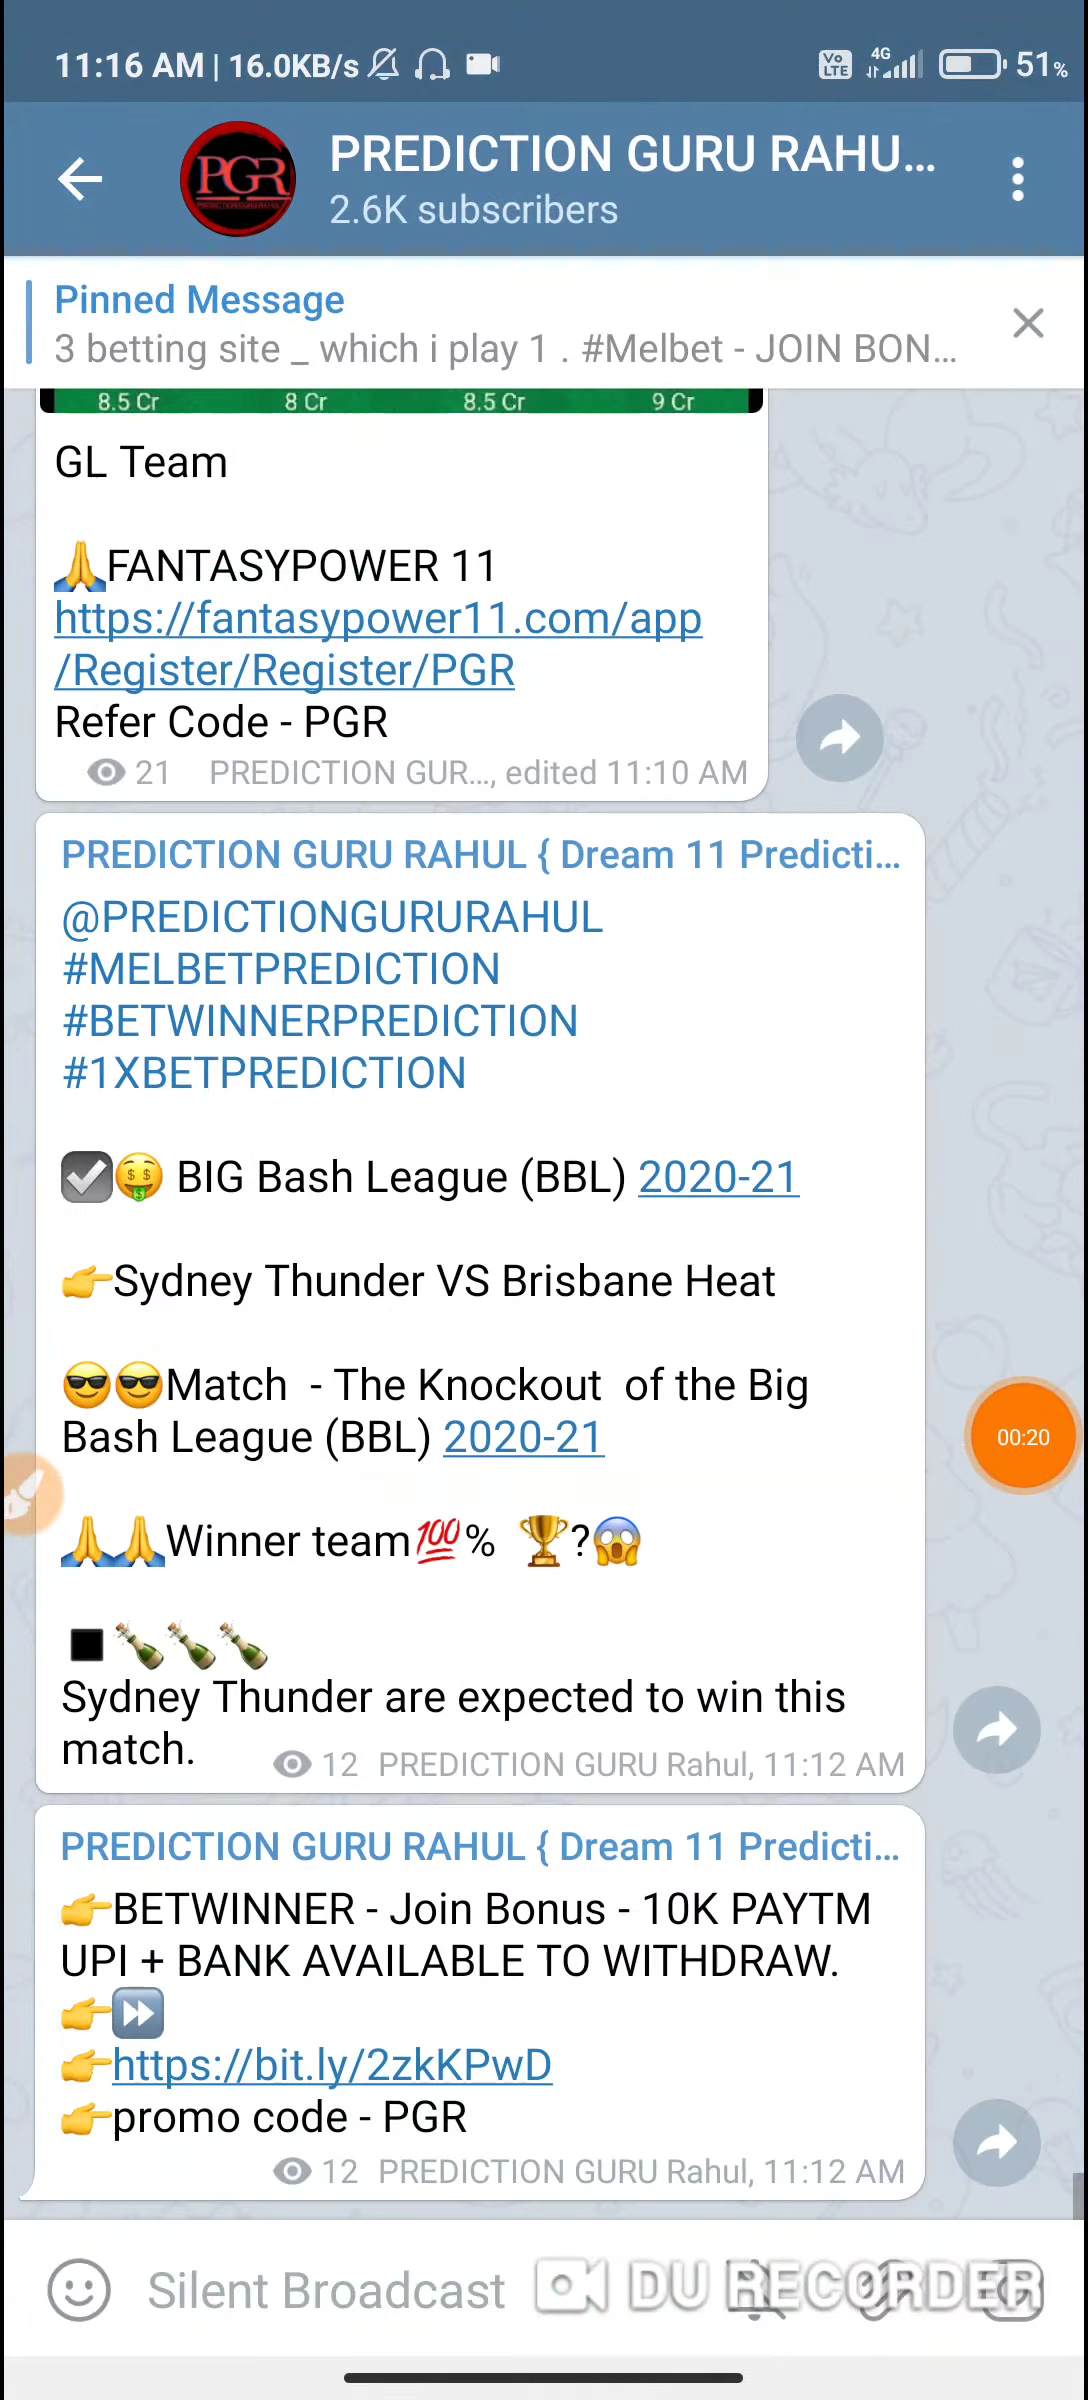 11:16 AM | 16.0KB/s
Vo LTE 4G 51%
PGR
PREDICTION GURU RAHU...
2.6K subscribers
Pinned Message
3 betting site _ which i play 1 . #Melbet - JOIN BON...
8.5 Cr 8 Cr 8.5 Cr 9 Cr
GL Team
🙏FANTASYPOWER 11
https://fantasypower11.com/app
/Register/Register/PGR
Refer Code - PGR
21 PREDICTION GUR..., edited 11:10 AM
PREDICTION GURU RAHUL { Dream 11 Predicti...
@PREDICTIONGURURAHUL
#MELBETPREDICTION
#BETWINNERPREDICTION
#1XBETPREDICTION
☑🤑 BIG Bash League (BBL) 2020-21
👉Sydney Thunder VS Brisbane Heat
😎😎Match - The Knockout of the Big
Bash League (BBL) 2020-21
00:20
🙏🙏Winner team💯% 🏆?😱
◼🍾🍾🍾
Sydney Thunder are expected to win this
match.
12 PREDICTION GURU Rahul, 11:12 AM
PREDICTION GURU RAHUL { Dream 11 Predicti...
👉BETWINNER - Join Bonus - 10K PAYTM
UPI + BANK AVAILABLE TO WITHDRAW.
👉⏩
👉https://bit.ly/2zkKPwD
👉promo code - PGR
12 PREDICTION GURU Rahul, 11:12 AM
Silent Broadcast
DU RECORDER